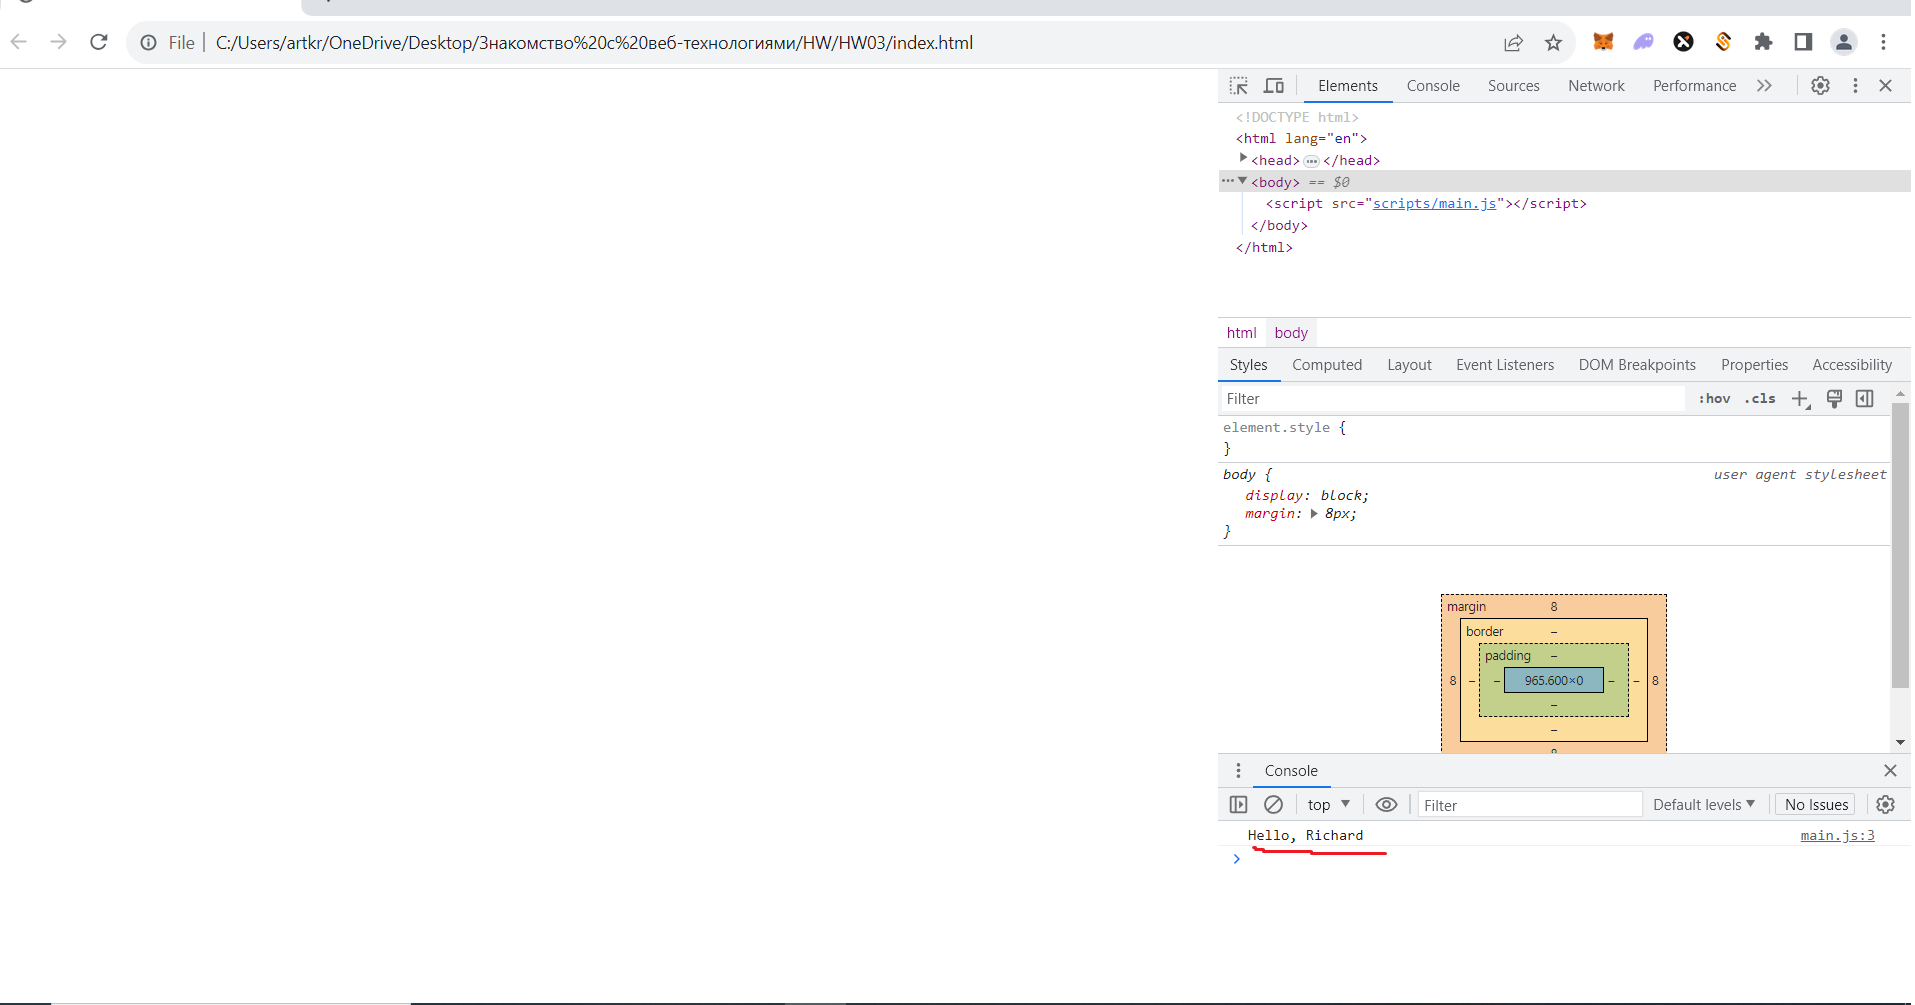 File C:/Users/artkr/OneDrive/Desktop/Знакомство%20с%20веб-технологиями/HW/HW03/index.html
Elements Console Sources Network Performance
<!DOCTYPE html>
<html lang="en">
<head> </head>
<body> == $0
<script src="scripts/main.js"></script>
</body>
</html>
html body
Styles Computed Layout Event Listeners DOM Breakpoints Properties Accessibility
Filter :hov .cls
element.style {
}
body { user agent stylesheet
display: block;
margin: 8px;
}
margin 8
border –
padding –
8 – – 965.600×0 – – 8
–
–
Console
top Filter Default levels No Issues
Hello, Richard main.js:3